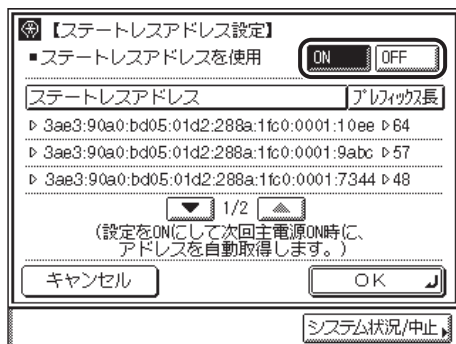 【ステートレスアドレス設定】
■ステートレスアドレスを使用 ON OFF
ステートレスアドレス プレフィックス長
▷ 3ae3:90a0:bd05:01d2:288a:1fc0:0001:10ee ▷64
▷ 3ae3:90a0:bd05:01d2:288a:1fc0:0001:9abc ▷57
▷ 3ae3:90a0:bd05:01d2:288a:1fc0:0001:7344 ▷48
▼ 1/2 ▲
(設定をONにして次回主電源ON時に、
アドレスを自動取得します。)
キャンセル OK
システム状況/中止